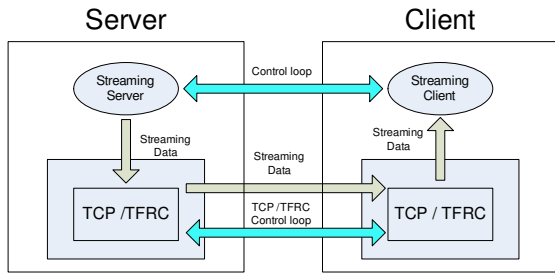 Server
Client
Streaming
Server
Control loop
Streaming
Client
Streaming
Data
Streaming
Data
Streaming
Data
TCP /TFRC
TCP /TFRC
Control loop
TCP / TFRC